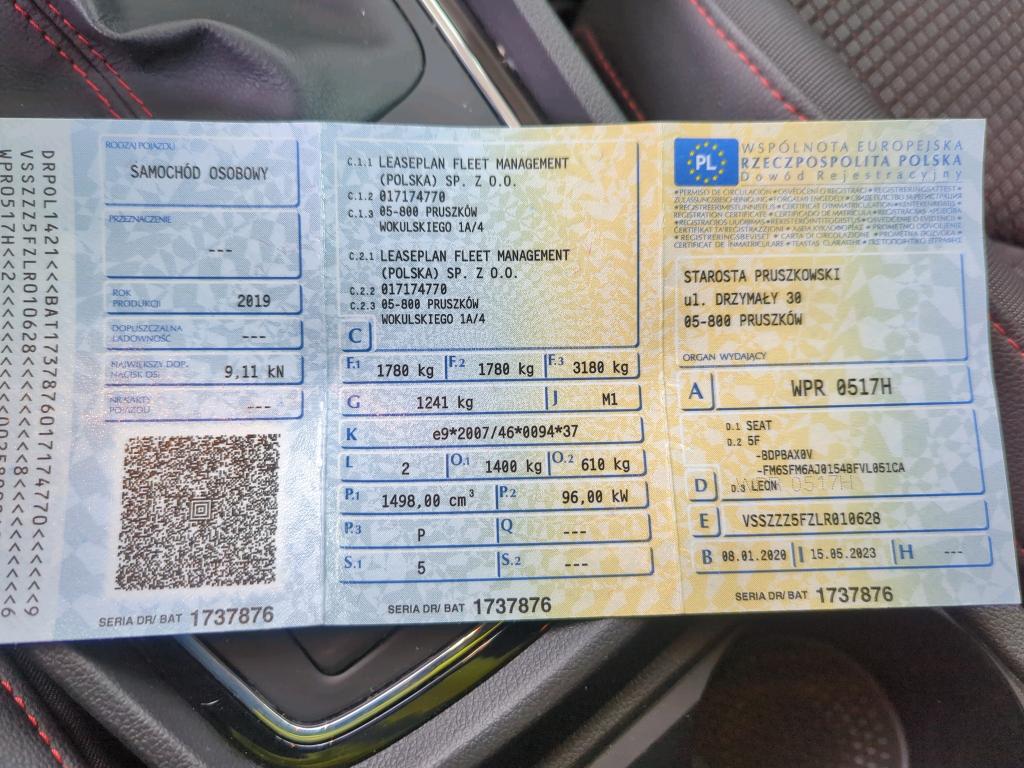 DRPOL1421<<BAT1737876017174770<<<<<9
VSSZZZ5FZLR010628<<<<<<<<<<8<<<<<<<<
RODZAJ POJAZDU
SAMOCHÓD OSOBOWY
PRZEZNACZENIE
---
ROK PRODUKCJI 2019
DOPUSZCZALNA ŁADOWNOŚĆ ---
NAJWIĘKSZY DOP. NACISK OSI 9,11 kN
NR KARTY POJAZDU ---
SERIA DR/ BAT 1737876
C.1.1 LEASEPLAN FLEET MANAGEMENT
(POLSKA) SP. Z O.O.
C.1.2 017174770
C.1.3 05-800 PRUSZKÓW
WOKULSKIEGO 1A/4
C.2.1 LEASEPLAN FLEET MANAGEMENT
(POLSKA) SP. Z O.O.
C.2.2 017174770
C.2.3 05-800 PRUSZKÓW
WOKULSKIEGO 1A/4
C
F.1 1780 kg F.2 1780 kg F.3 3180 kg
G 1241 kg J M1
K e9*2007/46*0094*37
L 2 O.1 1400 kg O.2 610 kg
P.1 1498,00 cm³ P.2 96,00 kW
P.3 P Q ---
S.1 5 S.2 ---
SERIA DR/ BAT 1737876
PL
WSPÓLNOTA EUROPEJSKA
RZECZPOSPOLITA POLSKA
Dowód Rejestracyjny
STAROSTA PRUSZKOWSKI
ul. DRZYMAŁY 30
05-800 PRUSZKÓW
ORGAN WYDAJĄCY
A WPR 0517H
D.1 SEAT
D.2 5F
-BDPBAX0V
-FM6SFM6AJ0154BFVL051CA
D D.3 LEON
E VSSZZZ5FZLR010628
B 08.01.2020 I 15.05.2023 H ---
SERIA DR/ BAT 1737876